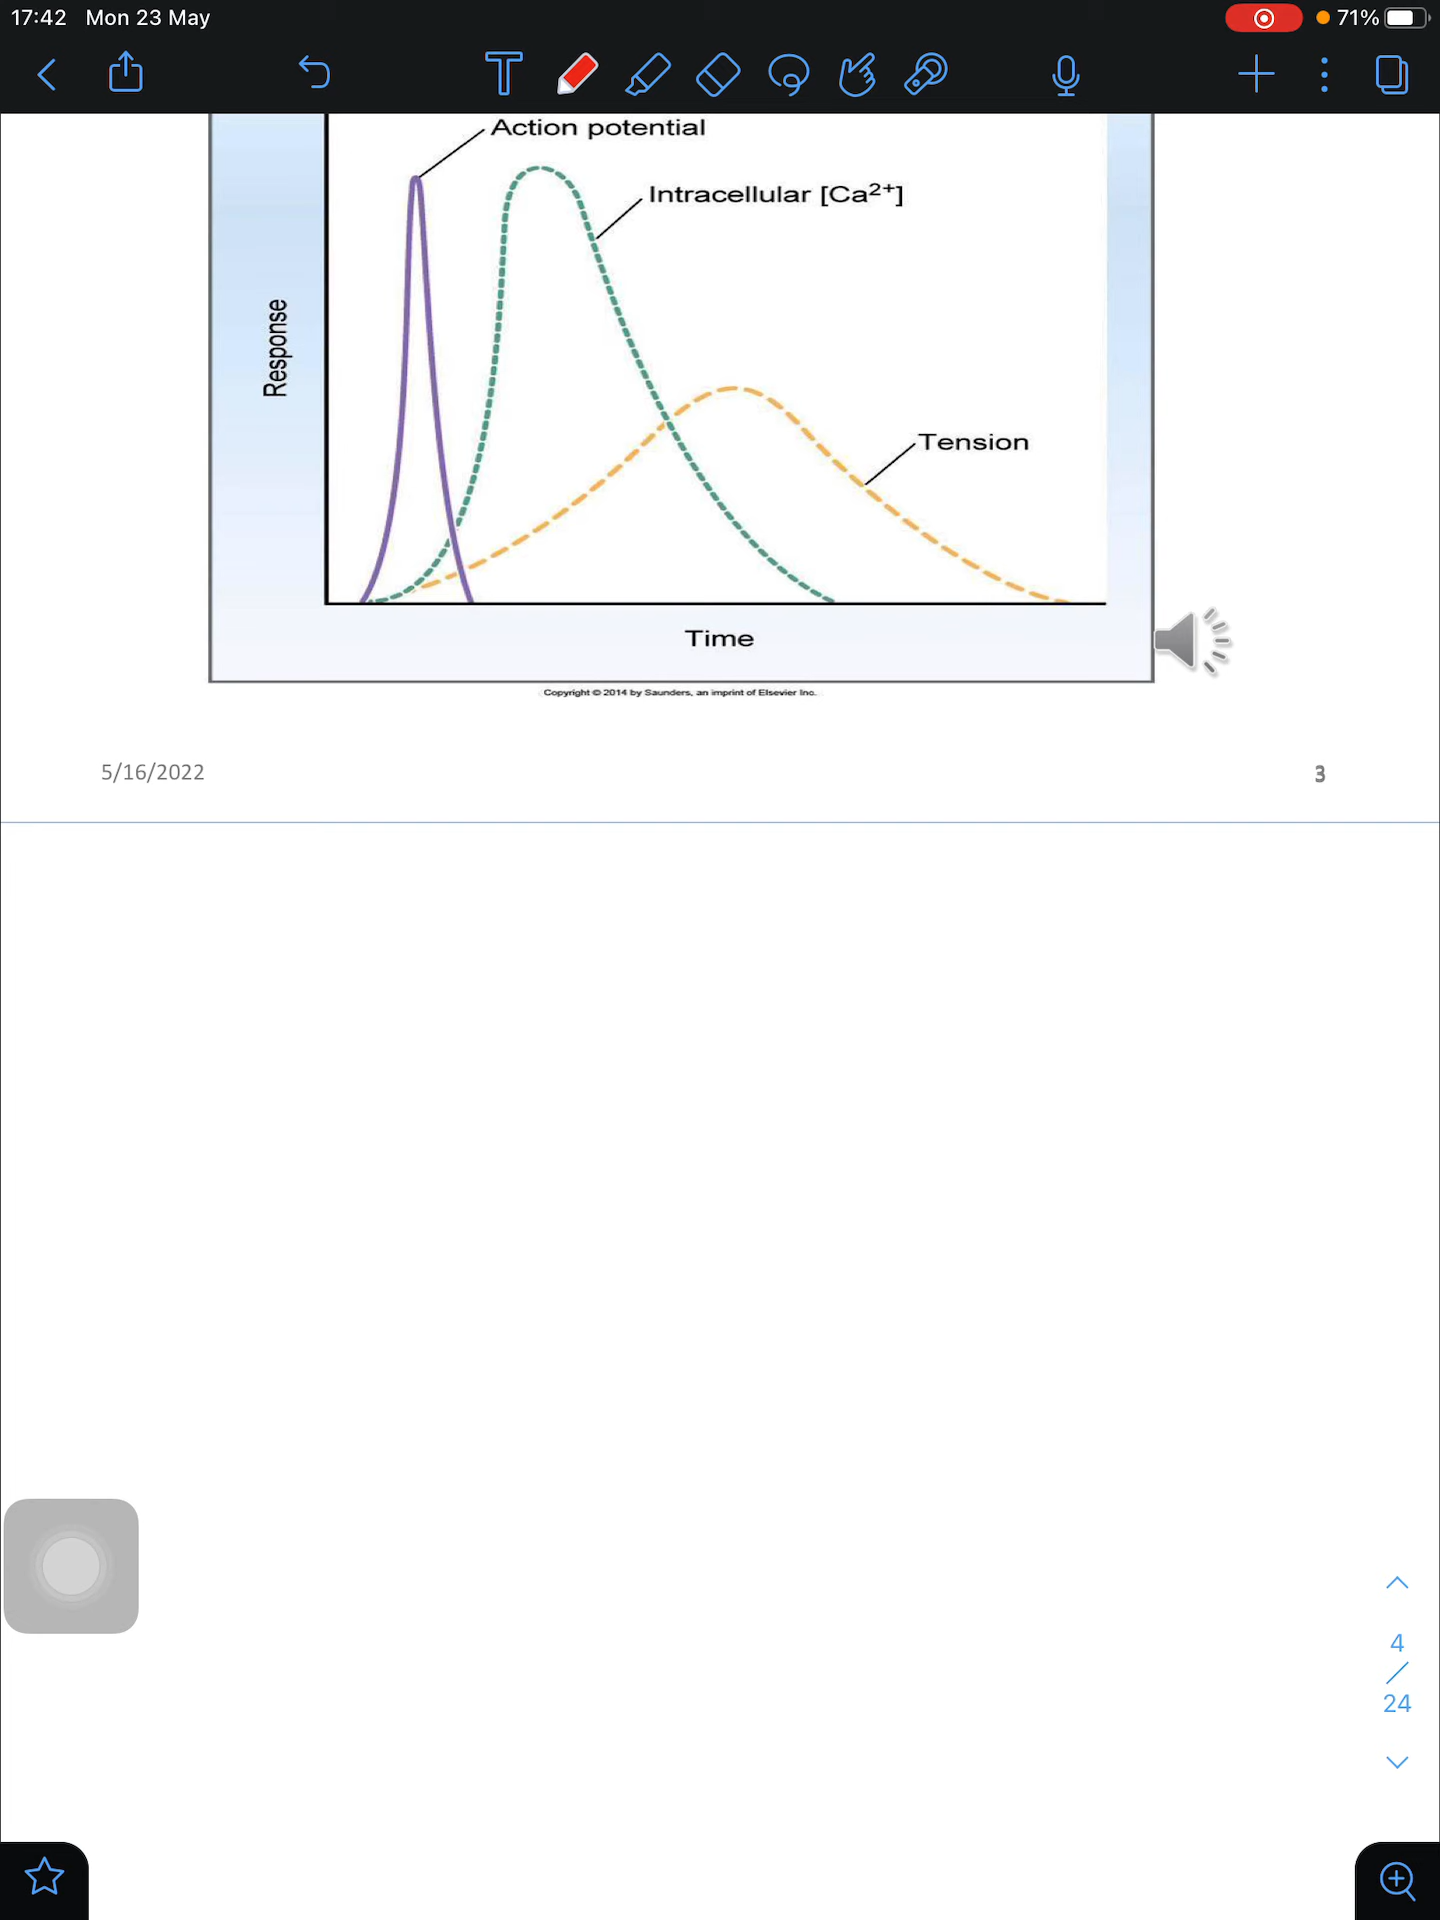 17:42 Mon 23 May
71%
Action potential
Intracellular [Ca²⁺]
Response
Tension
Time
Copyright © 2014 by Saunders, an imprint of Elsevier Inc.
5/16/2022
3
4
/
24